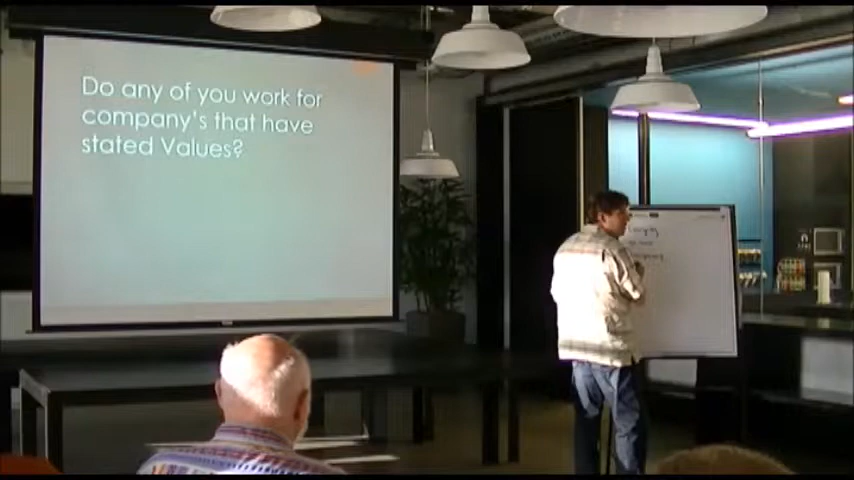 Do any of you work for
company's that have
stated Values?